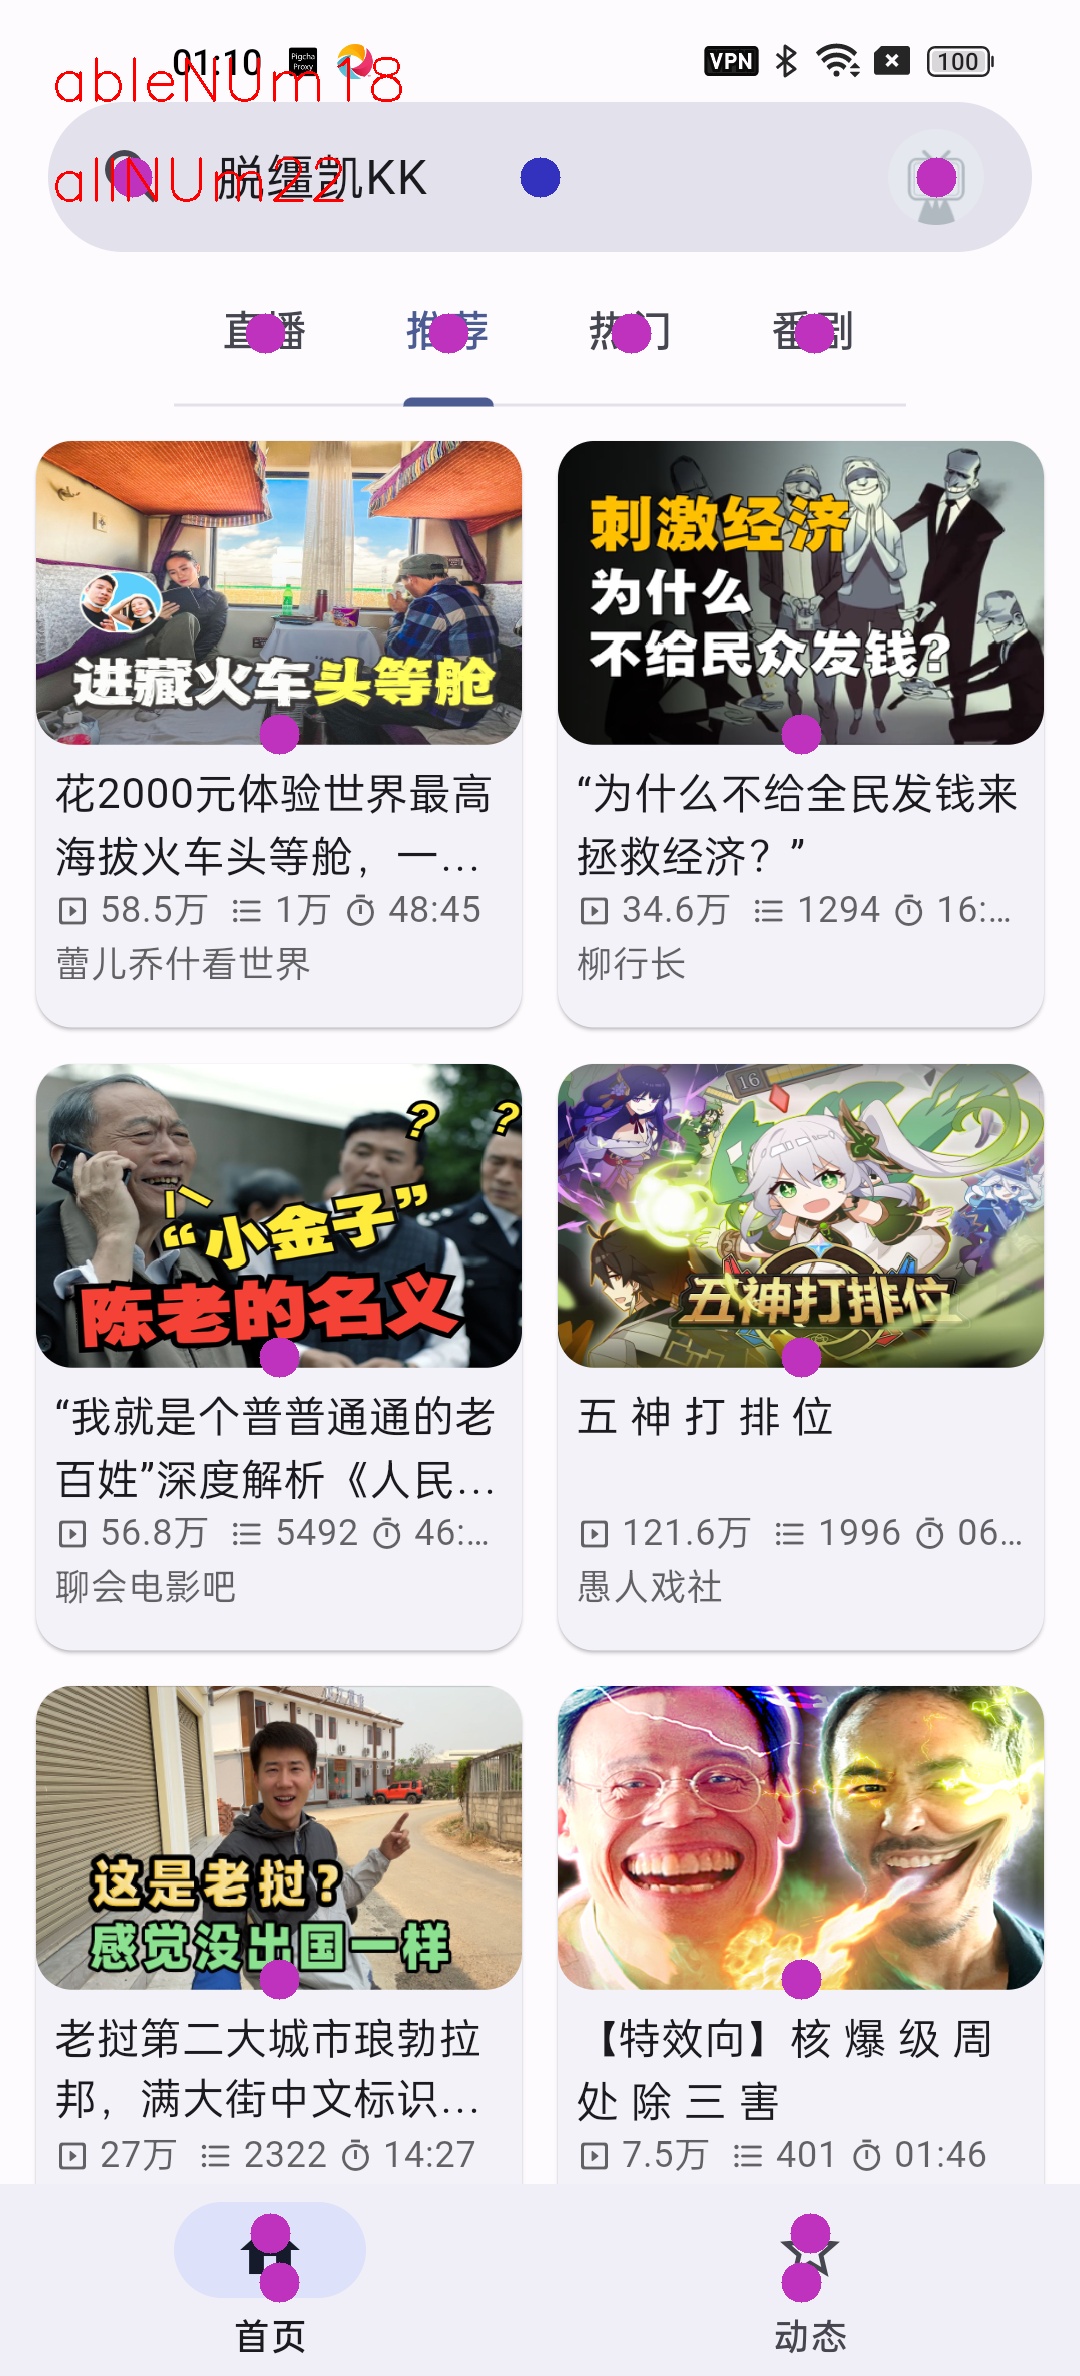 01:10
Pigcha
Proxy
VPN
100
ableNUm18
脱缰凯KK
allNUm22
直播 推荐 热门 番剧
进藏火车头等舱
刺激经济
为什么
不给民众发钱?
花2000元体验世界最高
海拔火车头等舱，一...
58.5万 1万 48:45
蕾儿乔什看世界
“为什么不给全民发钱来
拯救经济？”
34.6万 1294 16:...
柳行长
? ?
“小金子”
陈老的名义
16
五神打排位
“我就是个普普通通的老
百姓”深度解析《人民...
56.8万 5492 46:...
聊会电影吧
五 神 打 排 位
121.6万 1996 06...
愚人戏社
这是老挝?
感觉没出国一样
老挝第二大城市琅勃拉
邦，满大街中文标识...
27万 2322 14:27
【特效向】核 爆 级 周
处 除 三 害
7.5万 401 01:46
首页 动态